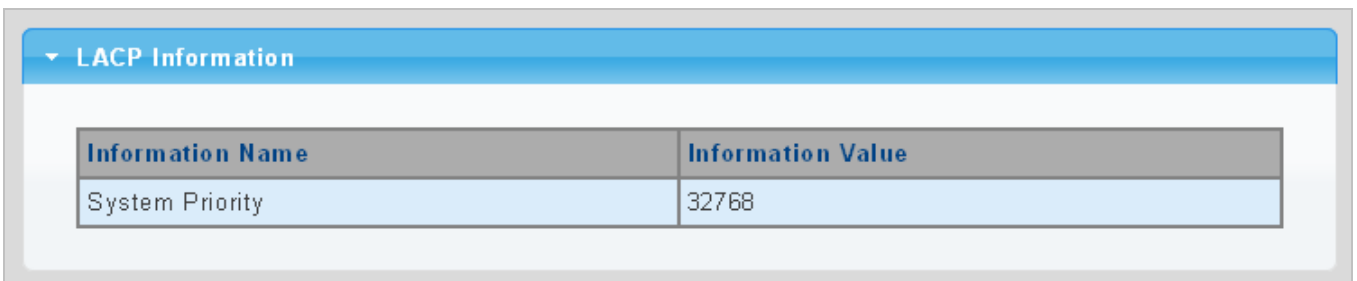 LACP Information
Information Name Information Value
System Priority 32768